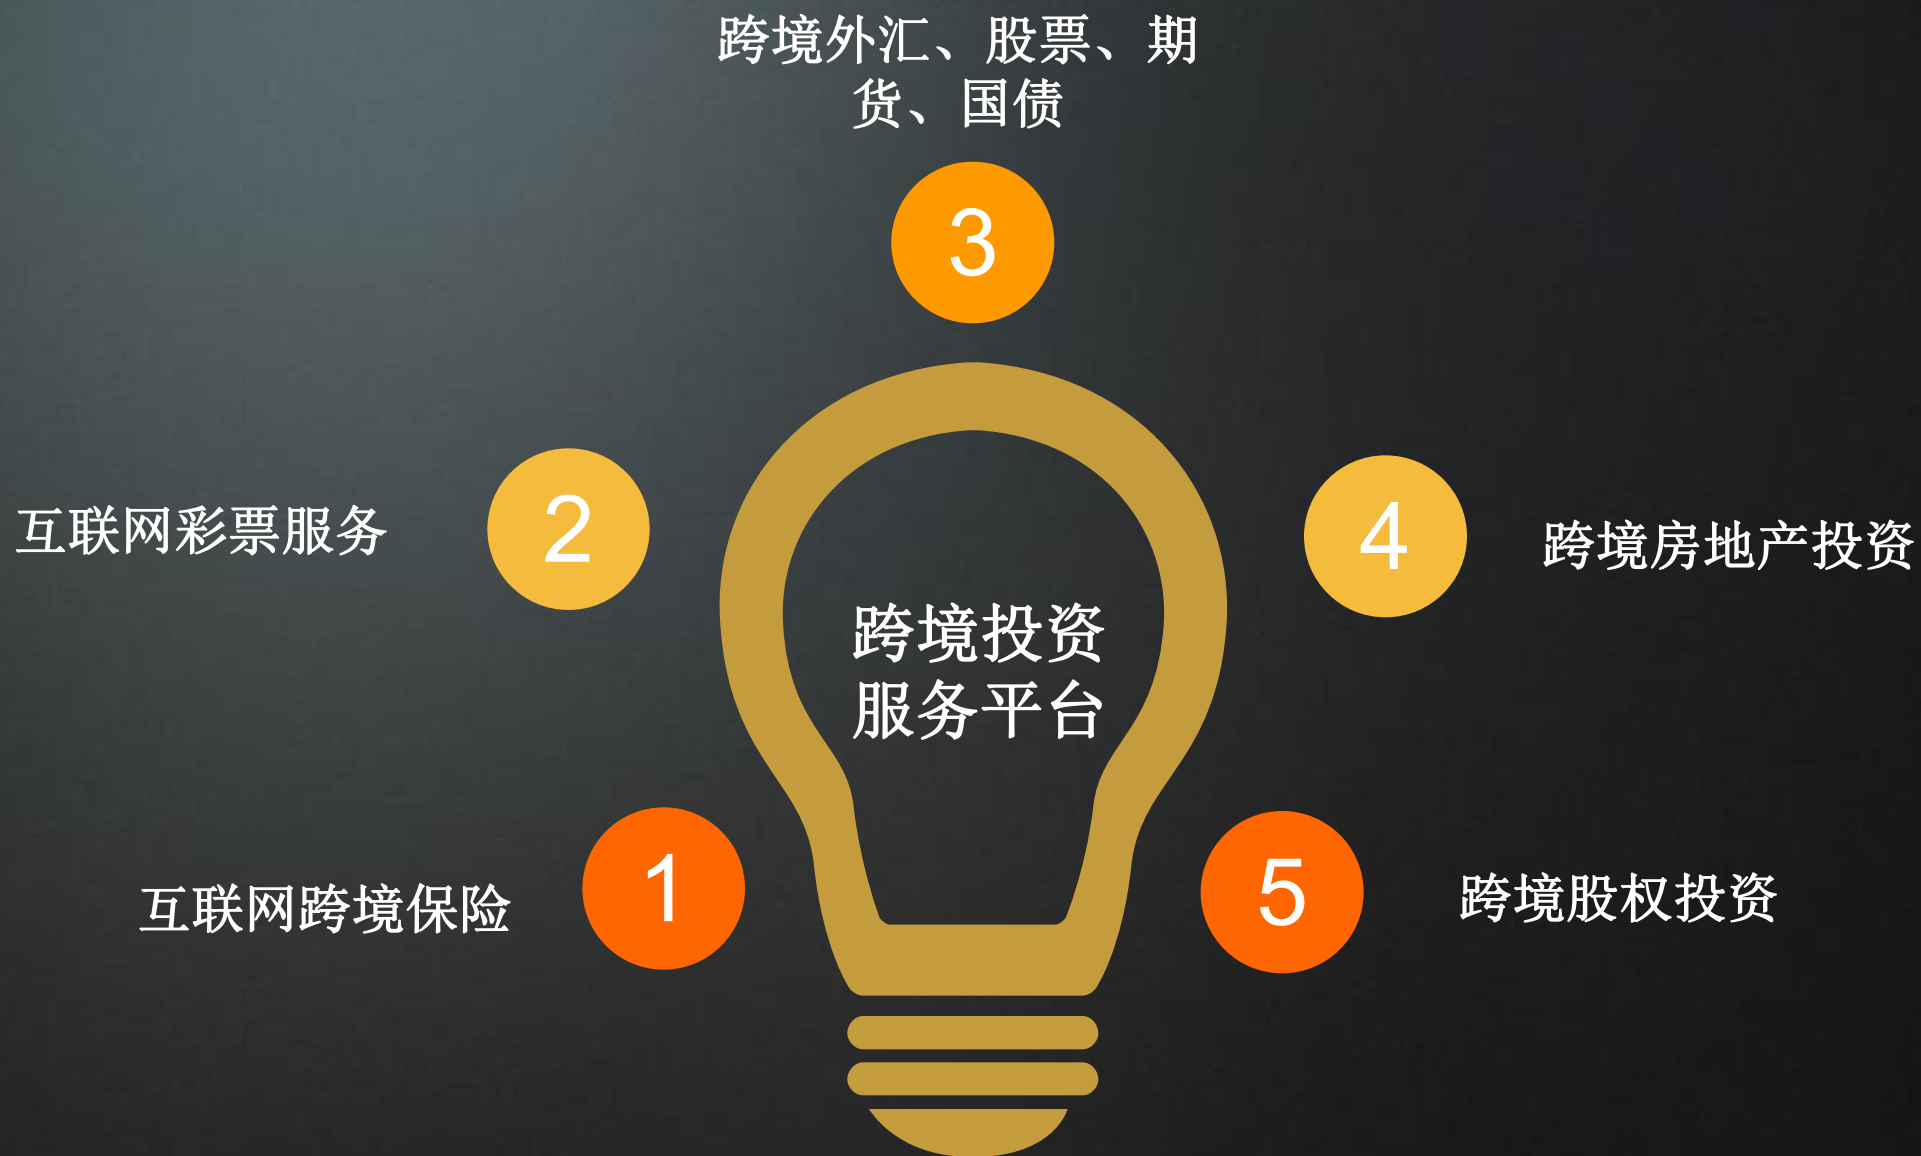 跨境外汇、股票、期
货、国债
3
互联网彩票服务
2
4
跨境房地产投资
跨境投资
服务平台
互联网跨境保险
1
5
跨境股权投资